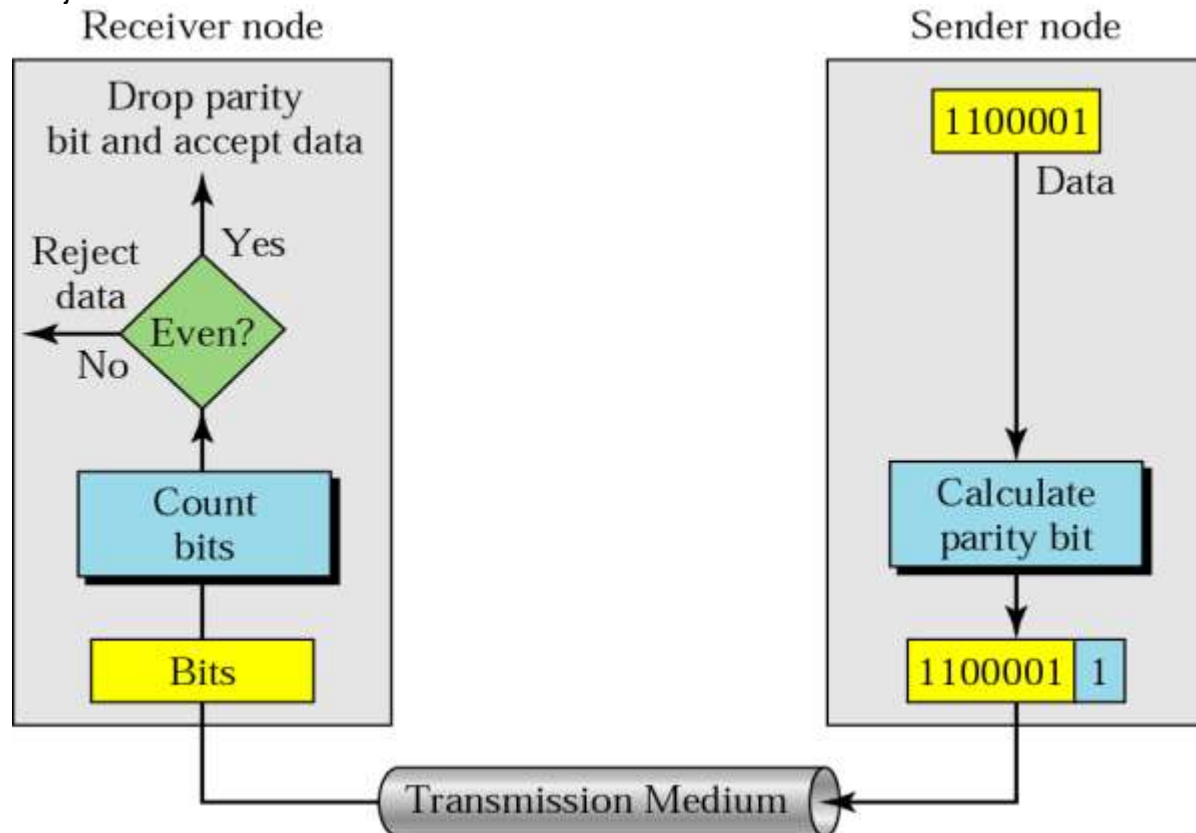 Receiver node
Drop parity
bit and accept data
Yes
Reject
data
Even?
No
Count
bits
Bits
Sender node
1100001
Data
Calculate
parity bit
1100001 1
Transmission Medium